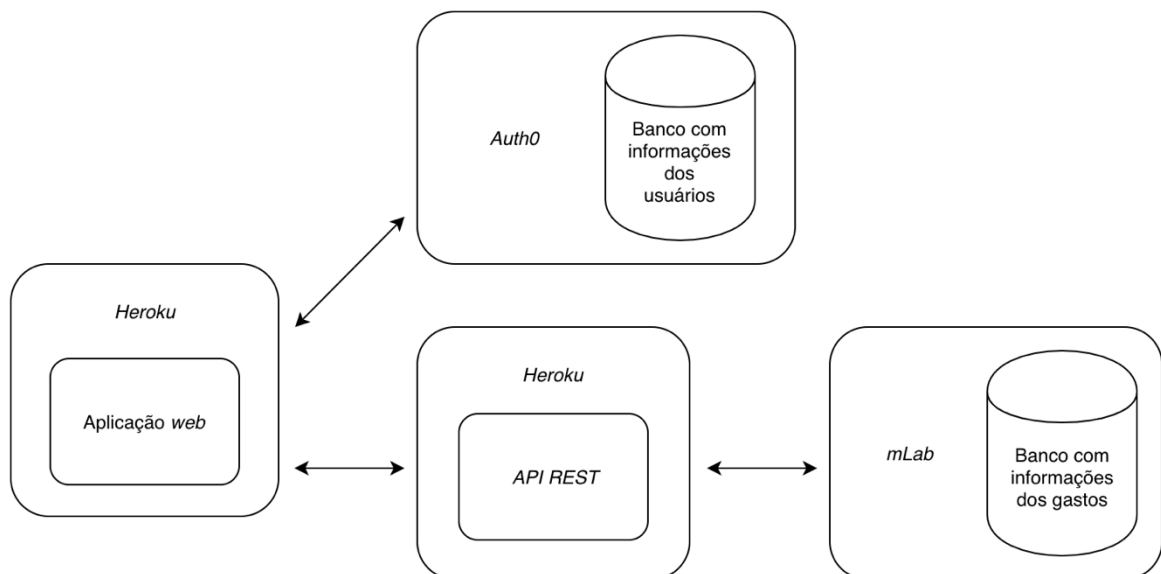 Auth0
Banco com
informações
dos
usuários
Heroku
Aplicação web
Heroku
API REST
mLab
Banco com
informações
dos gastos